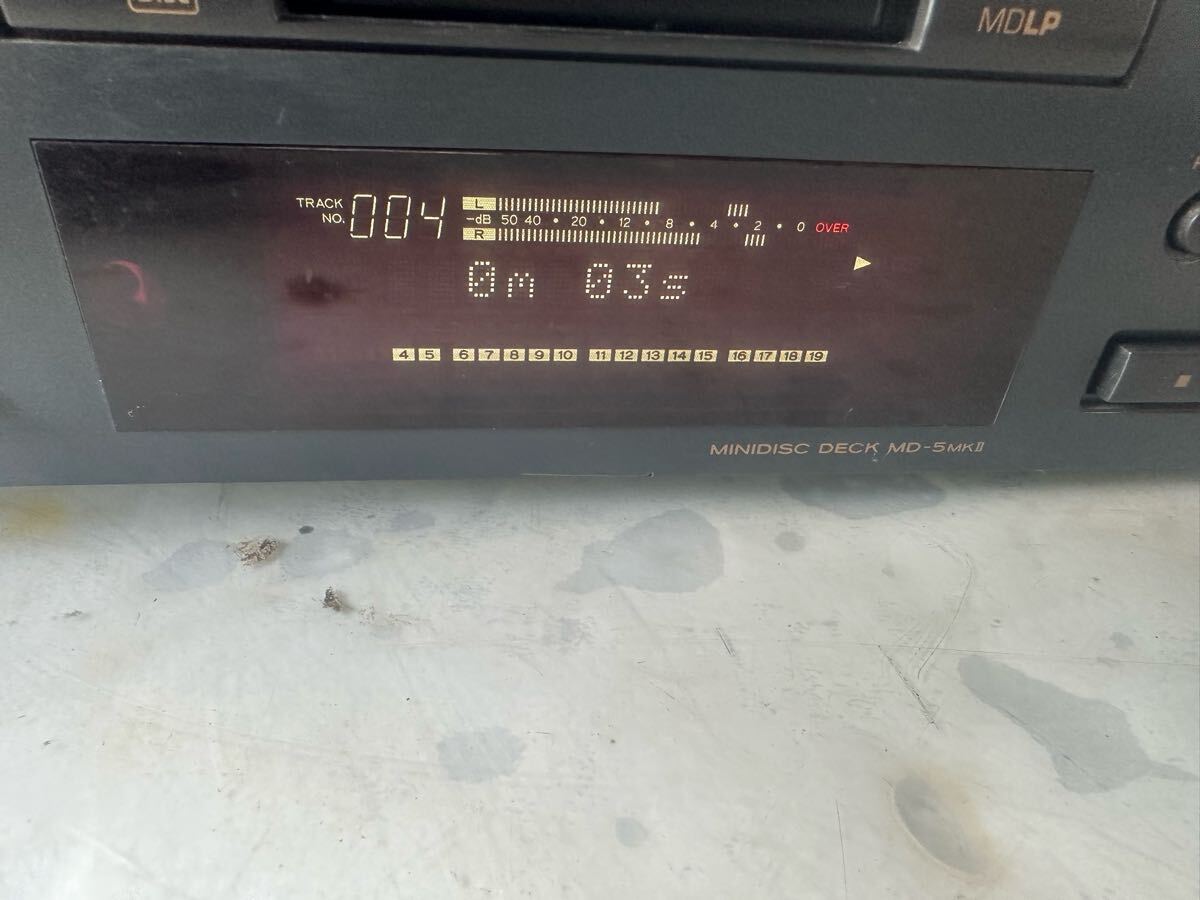 Disc
MDLP
TRACK NO. 004
L
-dB 50 40 • 20 • 12 • 8 • 4 • 2 • 0 OVER
R
0m 03s
4 5 6 7 8 9 10 11 12 13 14 15 16 17 18 19
MINIDISC DECK MD-5MKII